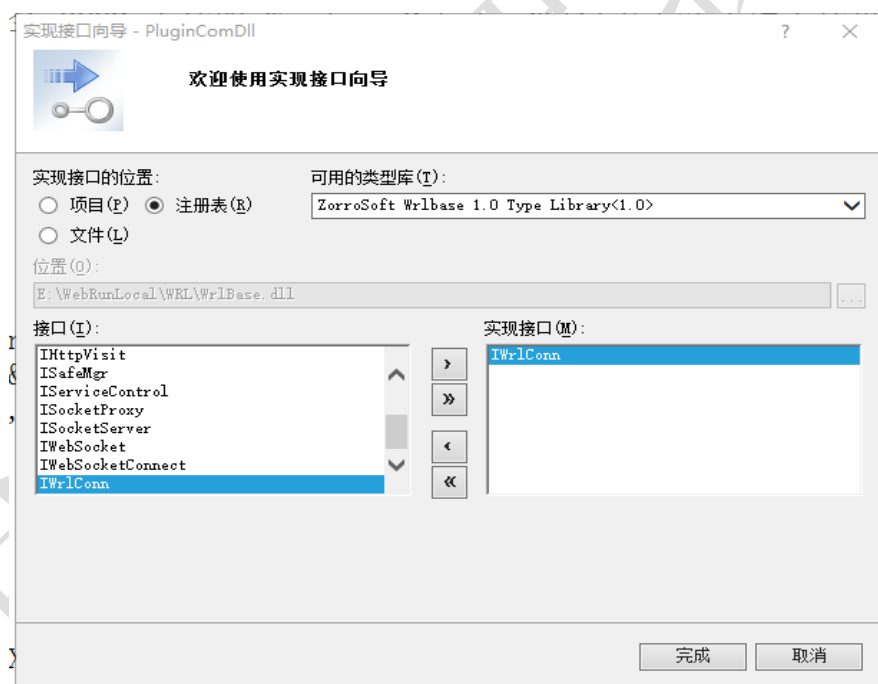 实现接口向导 - PluginComDll
?
欢迎使用实现接口向导
实现接口的位置:
可用的类型库(T):
项目(P)
注册表(R)
ZorroSoft Wrlbase 1.0 Type Library<1.0>
文件(L)
位置(O):
E:\WebRunLocal\WRL\WrlBase.dll
...
接口(I):
实现接口(M):
IHttpVisit
ISafeMgr
IServiceControl
ISocketProxy
ISocketServer
IWebSocket
IWebSocketConnect
IWrlConn
IWrlConn
完成
取消